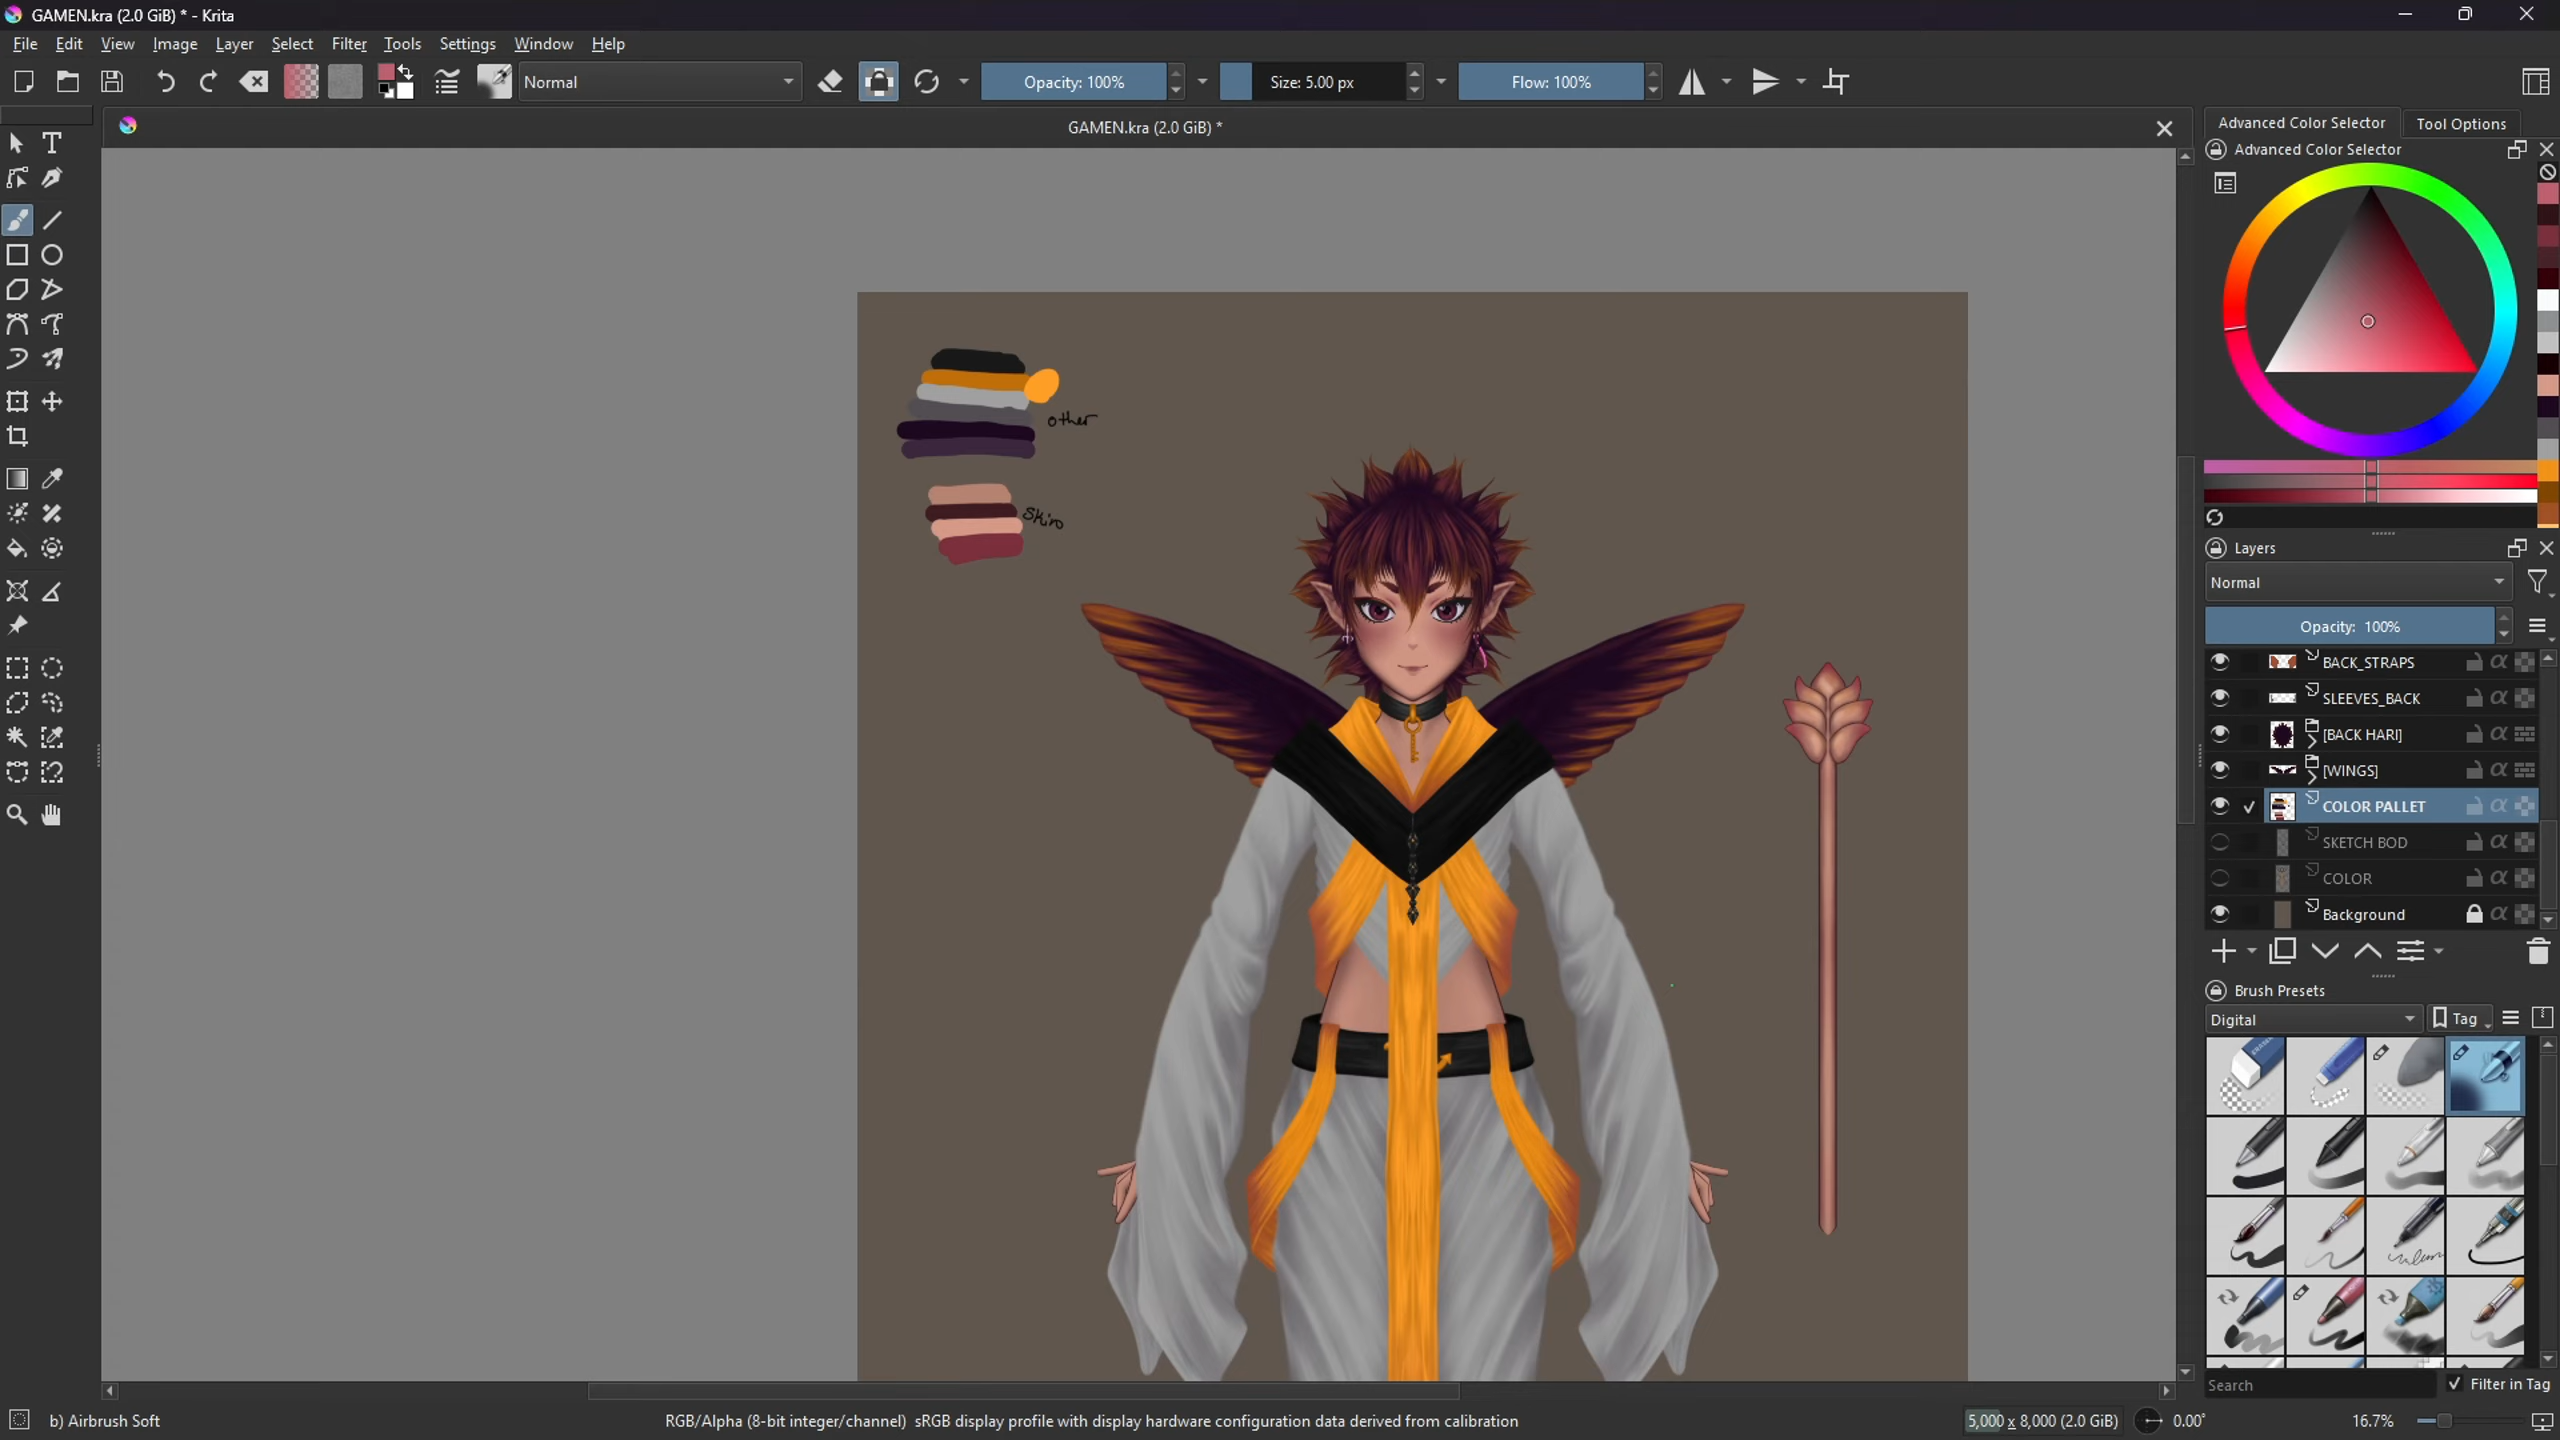 GAMEN.kra (2.0 GiB) * - Krita
File Edit View Image Layer Select Filter Tools Settings Window Help
Normal Opacity: 100% Size: 5.00 px Flow: 100%
GAMEN.kra (2.0 GiB) *
Advanced Color Selector Tool Options
Advanced Color Selector
other
skin
Layers
Normal
Opacity: 100%
BACK_STRAPS
SLEEVES_BACK
[BACK HARI]
[WINGS]
COLOR PALLET
SKETCH BOD
COLOR
Background
Brush Presets
Digital Tag
Search Filter in Tag
b) Airbrush Soft RGB/Alpha (8-bit integer/channel) sRGB display profile with display hardware configuration data derived from calibration 5,000 x 8,000 (2.0 GiB) 0.00° 16.7%